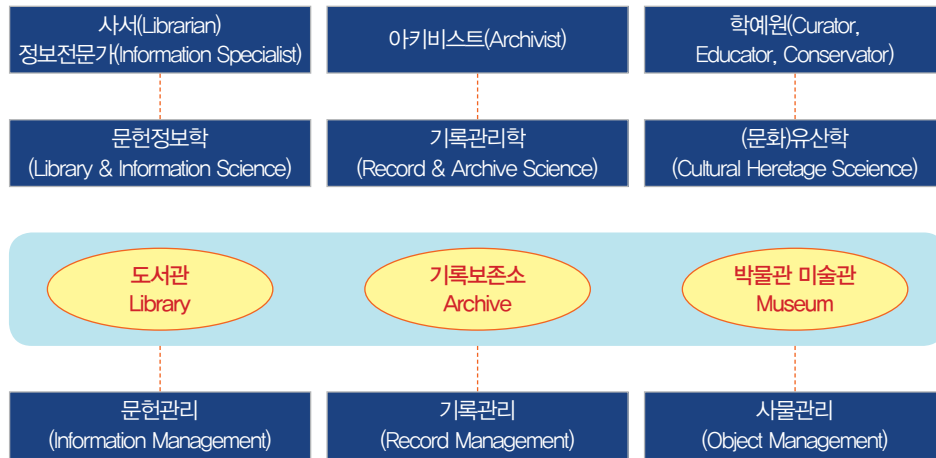 사서(Librarian)
정보전문가(Information Specialist)
아키비스트(Archivist)
학예원(Curator,
Educator, Conservator)
문헌정보학
(Library & Information Science)
기록관리학
(Record & Archive Science)
(문화)유산학
(Cultural Heretage Sceience)
도서관
Library
기록보존소
Archive
박물관 미술관
Museum
문헌관리
(Information Management)
기록관리
(Record Management)
사물관리
(Object Management)